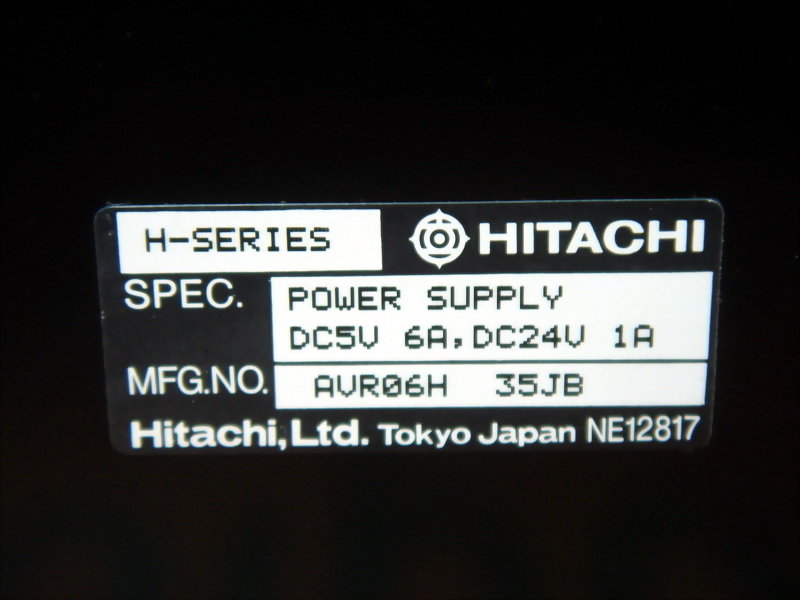 H-SERIES HITACHI
SPEC. POWER SUPPLY
DC5V 6A, DC24V 1A
MFG.NO. AVR06H 35JB
Hitachi, Ltd. Tokyo Japan NE12817